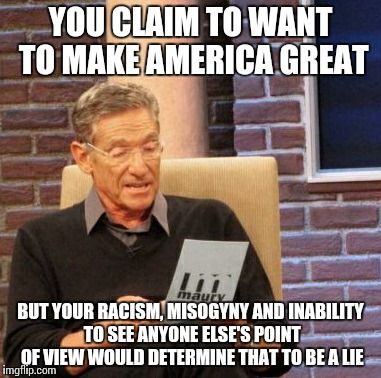 YOU CLAIM TO WANT
TO MAKE AMERICA GREAT
maury
BUT YOUR RACISM, MISOGYNY AND INABILITY
TO SEE ANYONE ELSE'S POINT
OF VIEW WOULD DETERMINE THAT TO BE A LIE
imgflip.com